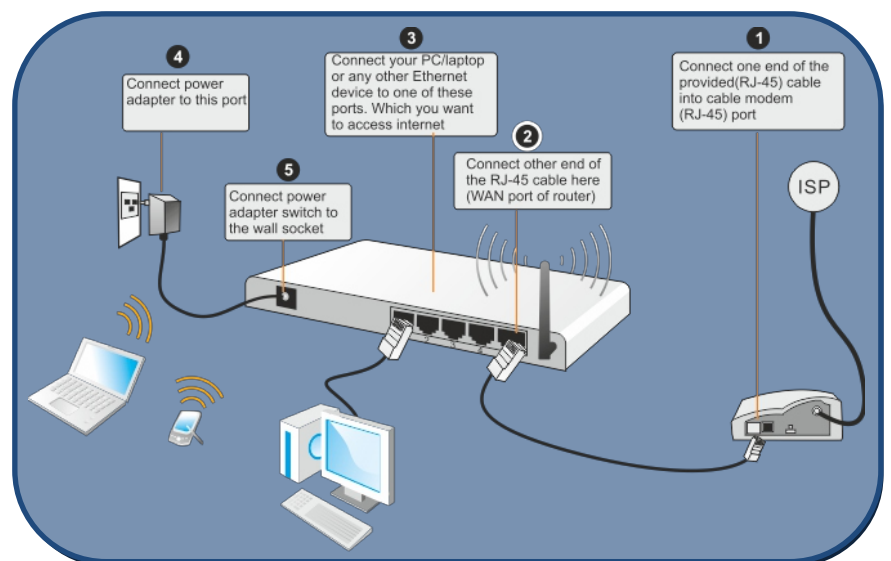 1
Connect one end of the
provided(RJ-45) cable
into cable modem
(RJ-45) port
2
Connect other end of
the RJ-45 cable here
(WAN port of router)
3
Connect your PC/laptop
or any other Ethernet
device to one of these
ports. Which you want
to access internet
4
Connect power
adapter to this port
5
Connect power
adapter switch to
the wall socket
ISP